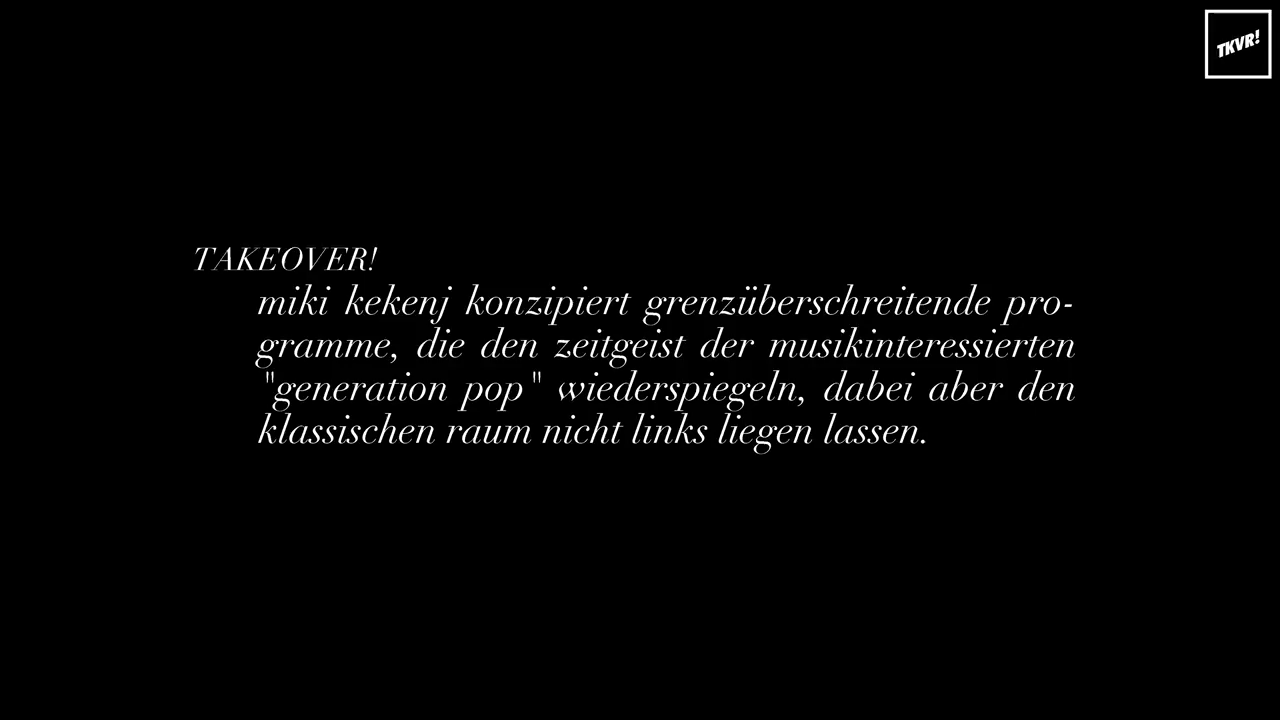 TKVR!
TAKEOVER!
miki kekenj konzipiert grenzüberschreitende pro-
gramme, die den zeitgeist der musikinteressierten
"generation pop" wiederspiegeln, dabei aber den
klassischen raum nicht links liegen lassen.